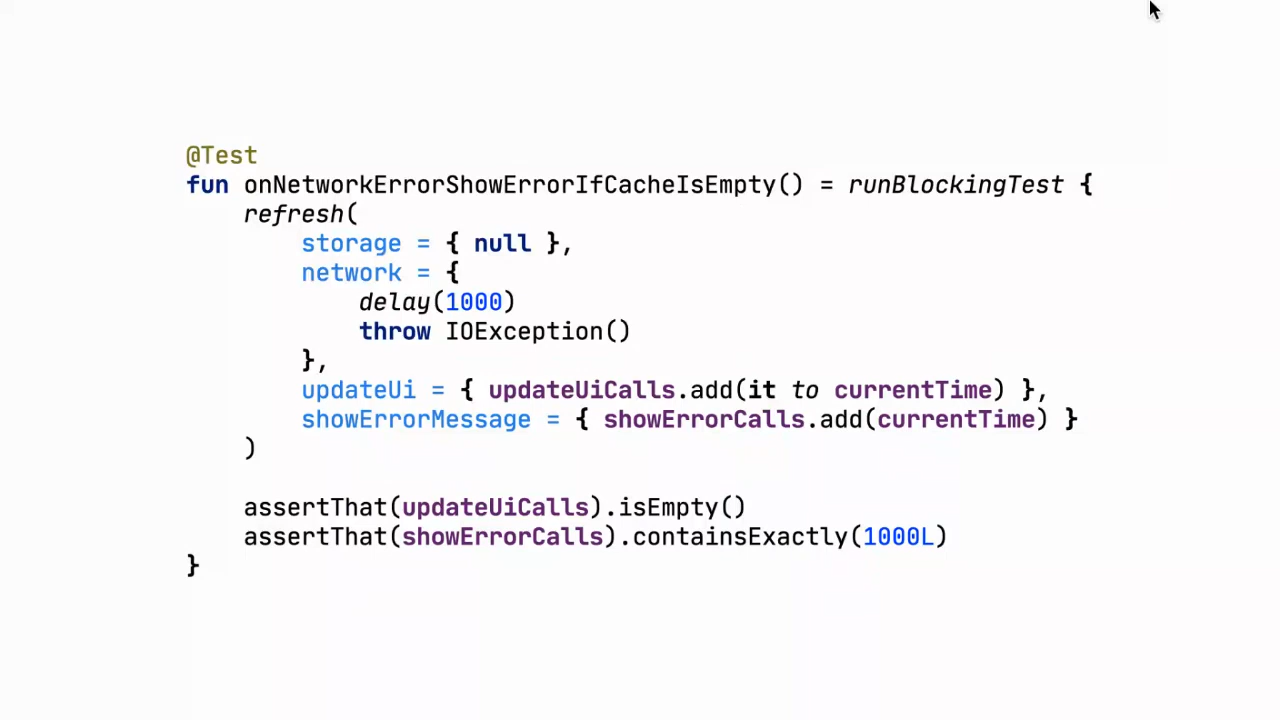 @Test
fun onNetworkErrorShowErrorIfCacheIsEmpty() = runBlockingTest {
    refresh(
        storage = { null },
        network = {
            delay(1000)
            throw IOException()
        },
        updateUi = { updateUiCalls.add(it to currentTime) },
        showErrorMessage = { showErrorCalls.add(currentTime) }
    )

    assertThat(updateUiCalls).isEmpty()
    assertThat(showErrorCalls).containsExactly(1000L)
}